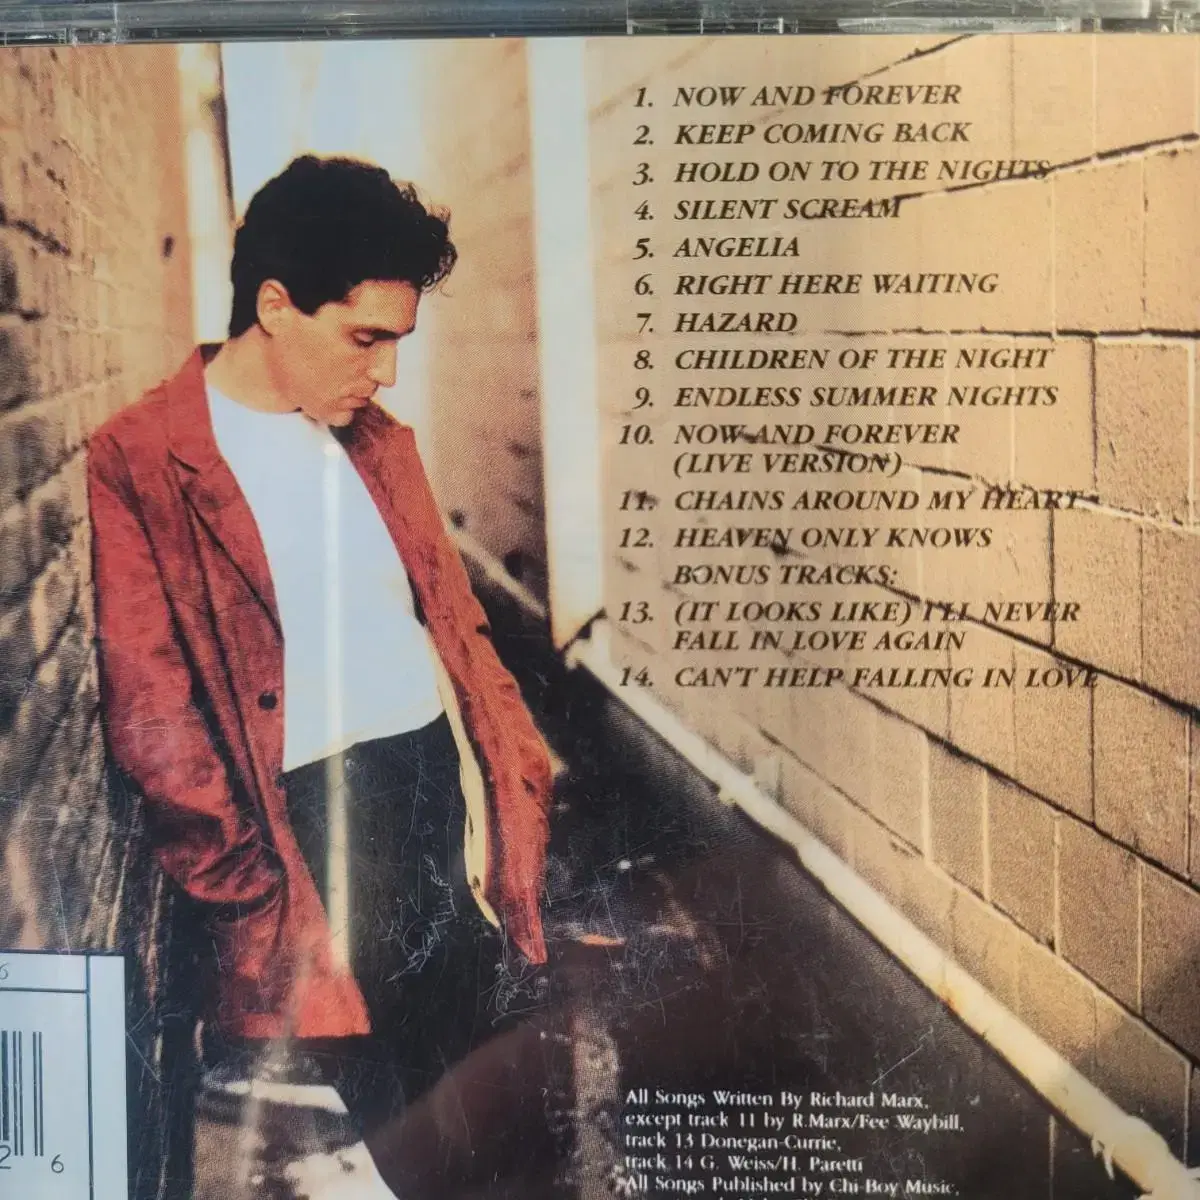 1. NOW AND FOREVER
2. KEEP COMING BACK
3. HOLD ON TO THE NIGHTS
4. SILENT SCREAM
5. ANGELIA
6. RIGHT HERE WAITING
7. HAZARD
8. CHILDREN OF THE NIGHT
9. ENDLESS SUMMER NIGHTS
10. NOW AND FOREVER
(LIVE VERSION)
11. CHAINS AROUND MY HEART
12. HEAVEN ONLY KNOWS
BONUS TRACKS:
13. (IT LOOKS LIKE) I'LL NEVER
FALL IN LOVE AGAIN
14. CAN'T HELP FALLING IN LOVE
6
2 6
All Songs Written By Richard Marx,
except track 11 by R.Marx/Fee Waybill,
track 13 Donegan-Currie,
track 14 G. Weiss/H. Paretti
All Songs Published by Chi-Boy Music,